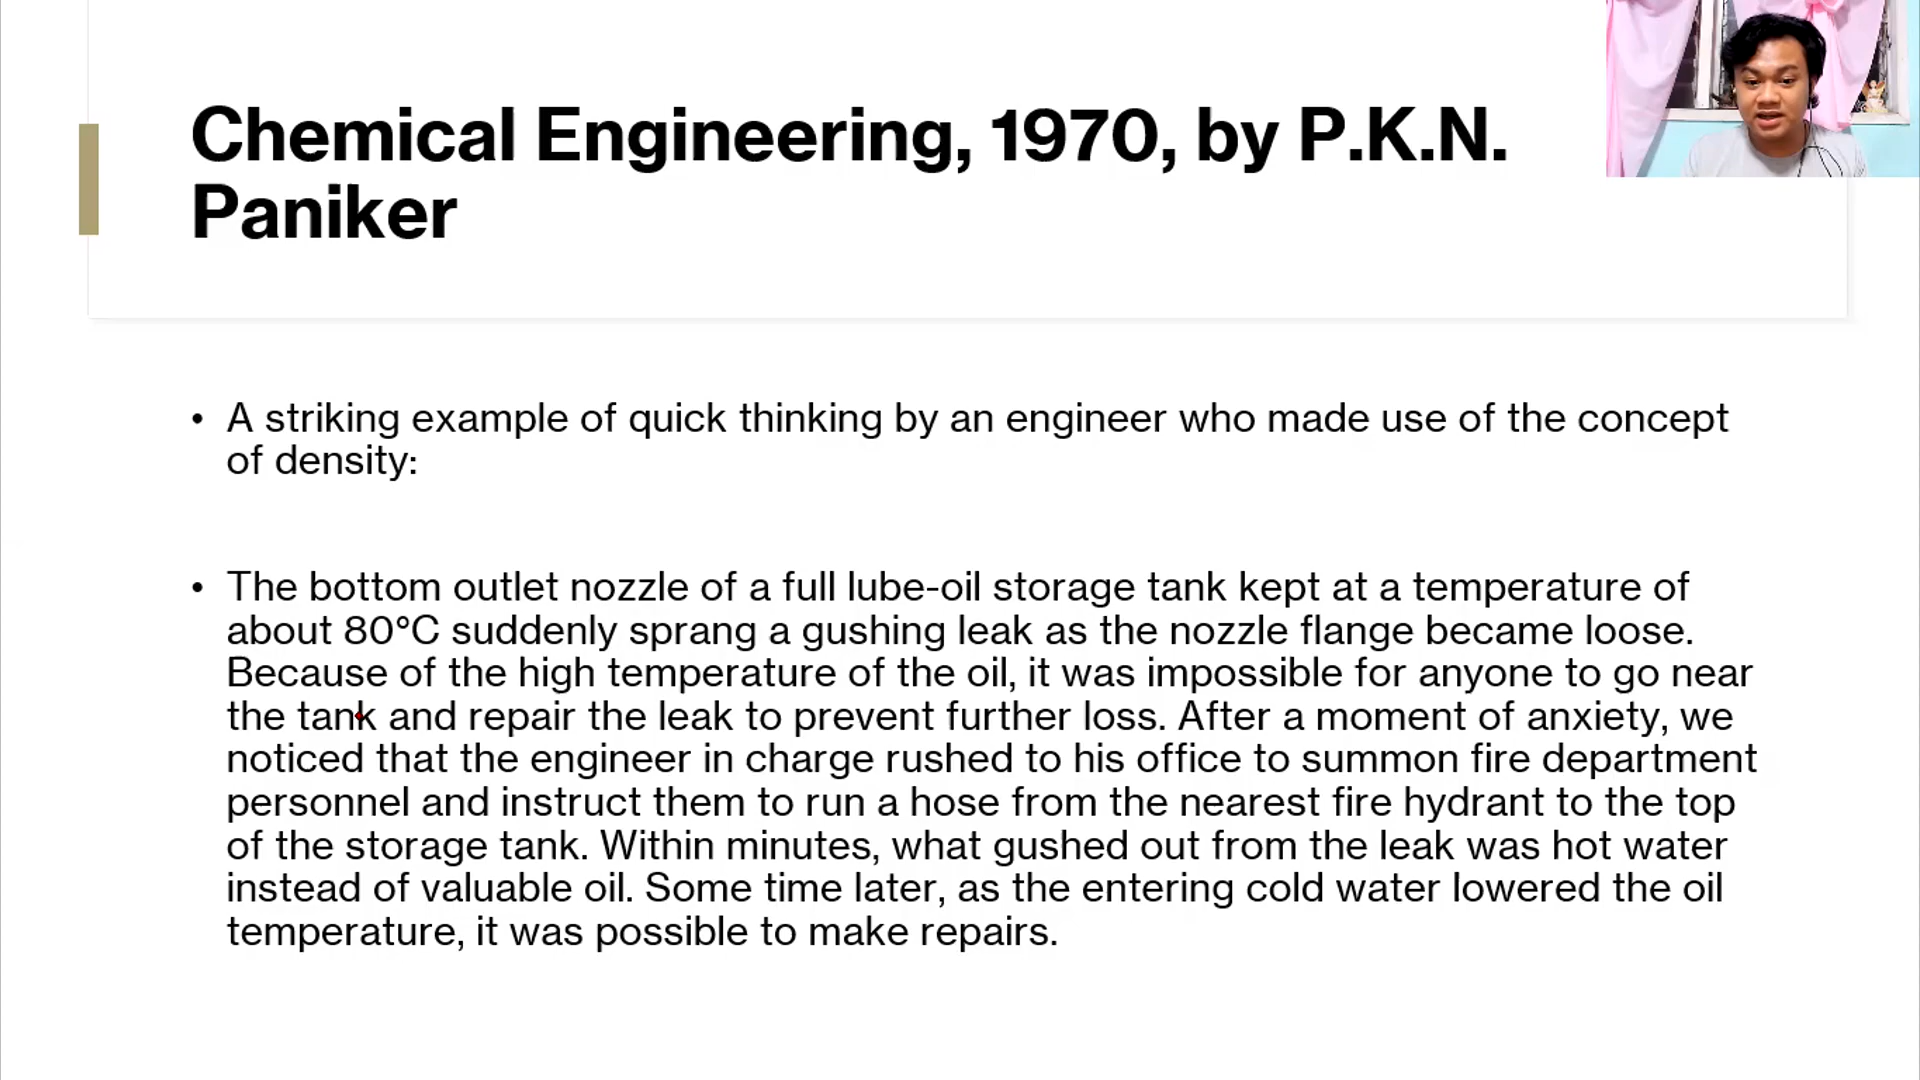 Chemical Engineering, 1970, by P.K.N.
Paniker
• A striking example of quick thinking by an engineer who made use of the concept
of density:
• The bottom outlet nozzle of a full lube-oil storage tank kept at a temperature of
about 80°C suddenly sprang a gushing leak as the nozzle flange became loose.
Because of the high temperature of the oil, it was impossible for anyone to go near
the tank and repair the leak to prevent further loss. After a moment of anxiety, we
noticed that the engineer in charge rushed to his office to summon fire department
personnel and instruct them to run a hose from the nearest fire hydrant to the top
of the storage tank. Within minutes, what gushed out from the leak was hot water
instead of valuable oil. Some time later, as the entering cold water lowered the oil
temperature, it was possible to make repairs.